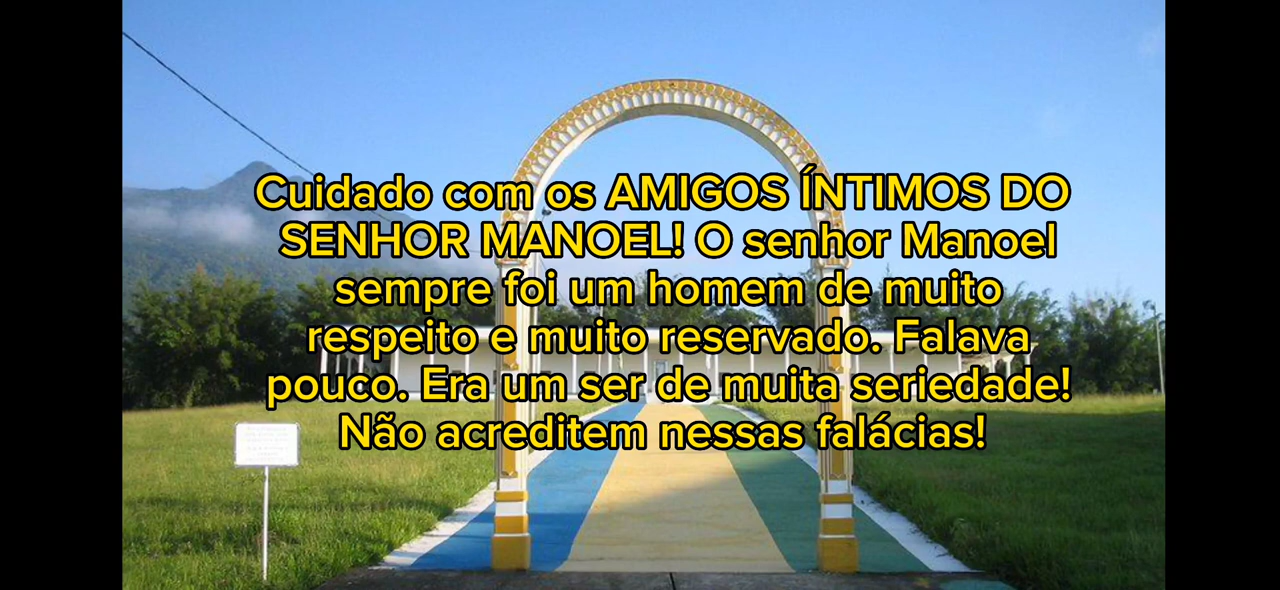 Cuidado com os AMIGOS ÍNTIMOS DO
SENHOR MANOEL! O senhor Manoel
sempre foi um homem de muito
respeito e muito reservado. Falava
pouco. Era um ser de muita seriedade!
Não acreditem nessas falácias!